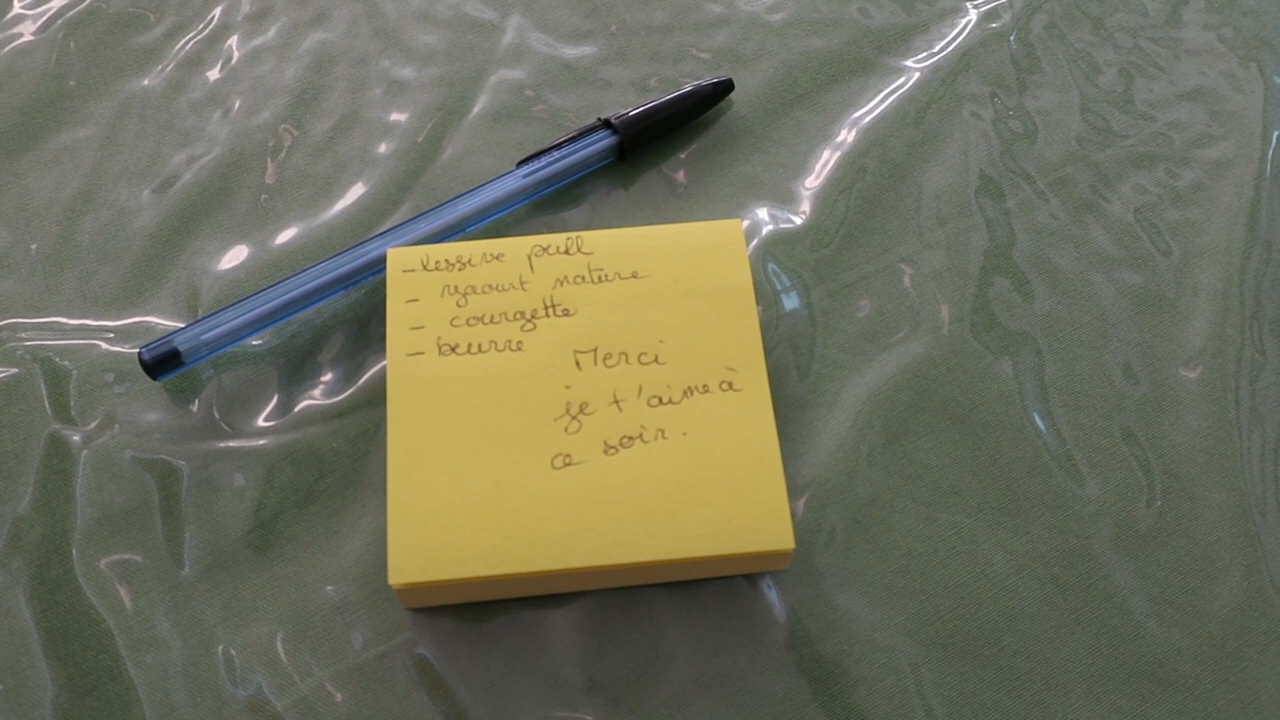 - lessive pull
- yaourt nature
- courgette
- beurre
Merci
je t'aime à
ce soir.